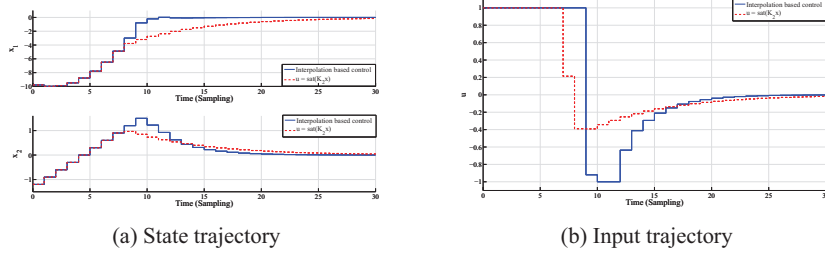 0
−2
−4
−6
−8
−10
x₁
0 5 10 15 20 25 30
Time (Sampling)
Interpolation based control
u = sat(K₂x)
1
0
−1
x₂
0 5 10 15 20 25 30
Time (Sampling)
Interpolation based control
u = sat(K₂x)
(a) State trajectory
1
0.8
0.6
0.4
0.2
0
−0.2
−0.4
−0.6
−0.8
−1
u
0 5 10 15 20 25 30
Time (Sampling)
Interpolation based control
u = sat(K₂x)
(b) Input trajectory